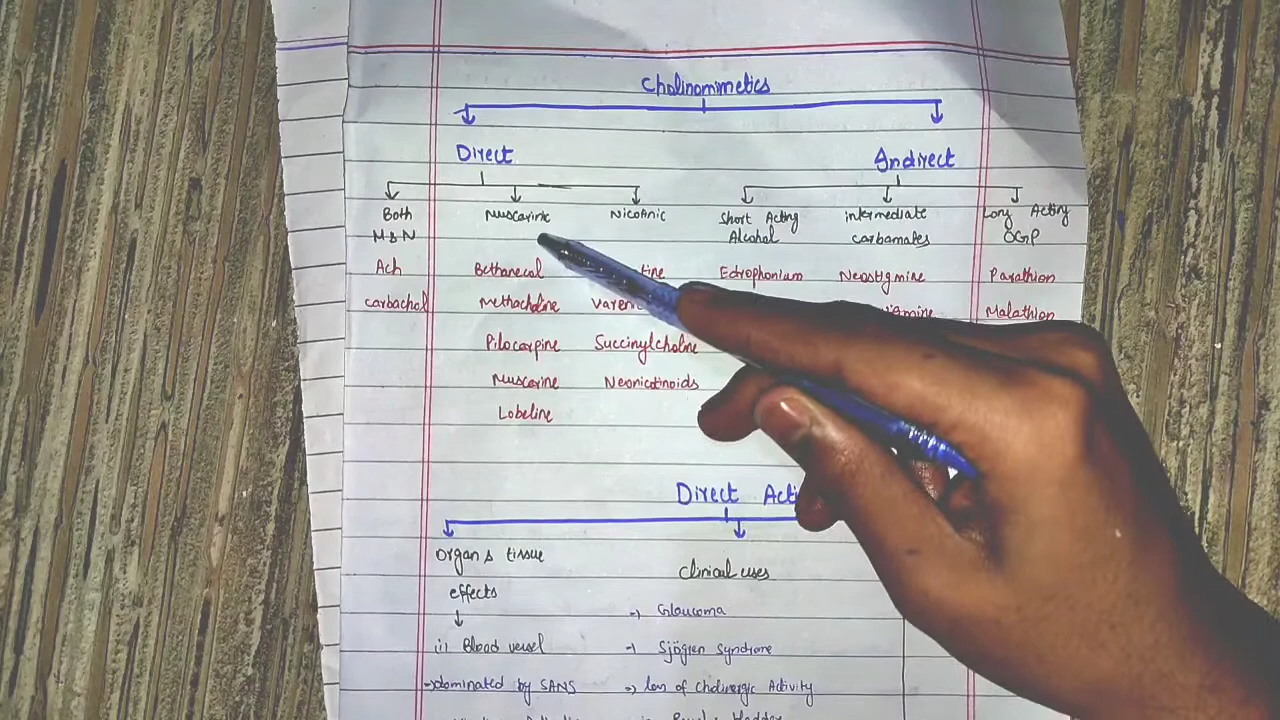 Cholinomimetics
Direct Indirect
Both Muscarinic Nicotinic Short Acting intermediate Long Acting
M & N Alcohol carbamates OGP
Ach Bethanecol Edrophonium Neostigmine Parathion
carbachol Methacholine Malathion
Pilocarpine Succinylcholine
Muscarine Neonicotinoids
Lobeline
Direct
Organ & tissue
effects
Clinical uses
→ Glaucoma
(i) Blood vessel → Sjögren Syndrome
→ dominated by SANS → loss of cholinergic Activity